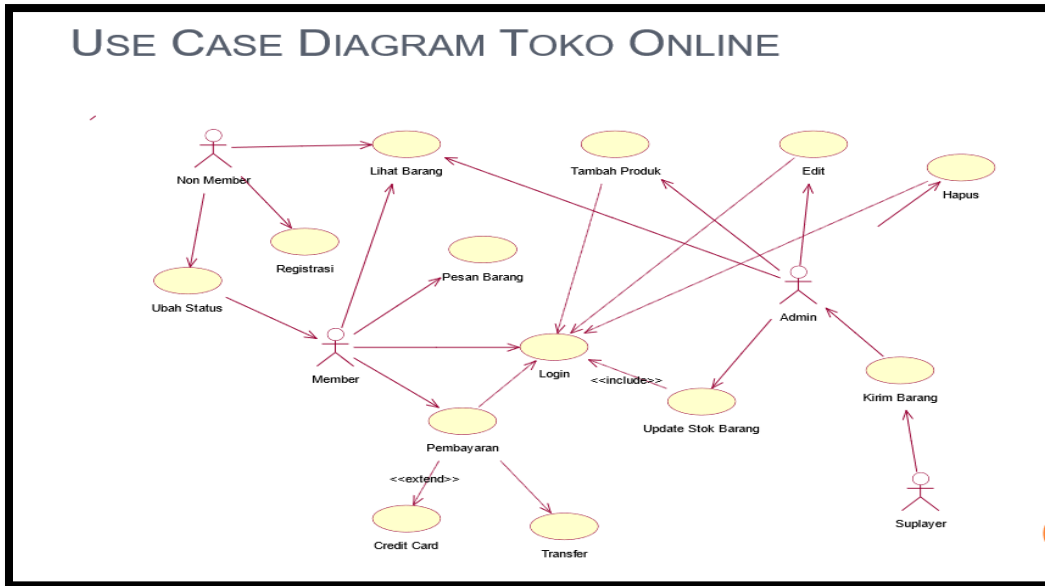 USE CASE DIAGRAM TOKO ONLINE
Non Member
Lihat Barang
Tambah Produk
Edit
Hapus
Registrasi
Pesan Barang
Ubah Status
Admin
Member
Login
<<include>>
Kirim Barang
Update Stok Barang
Pembayaran
<<extend>>
Suplayer
Credit Card
Transfer